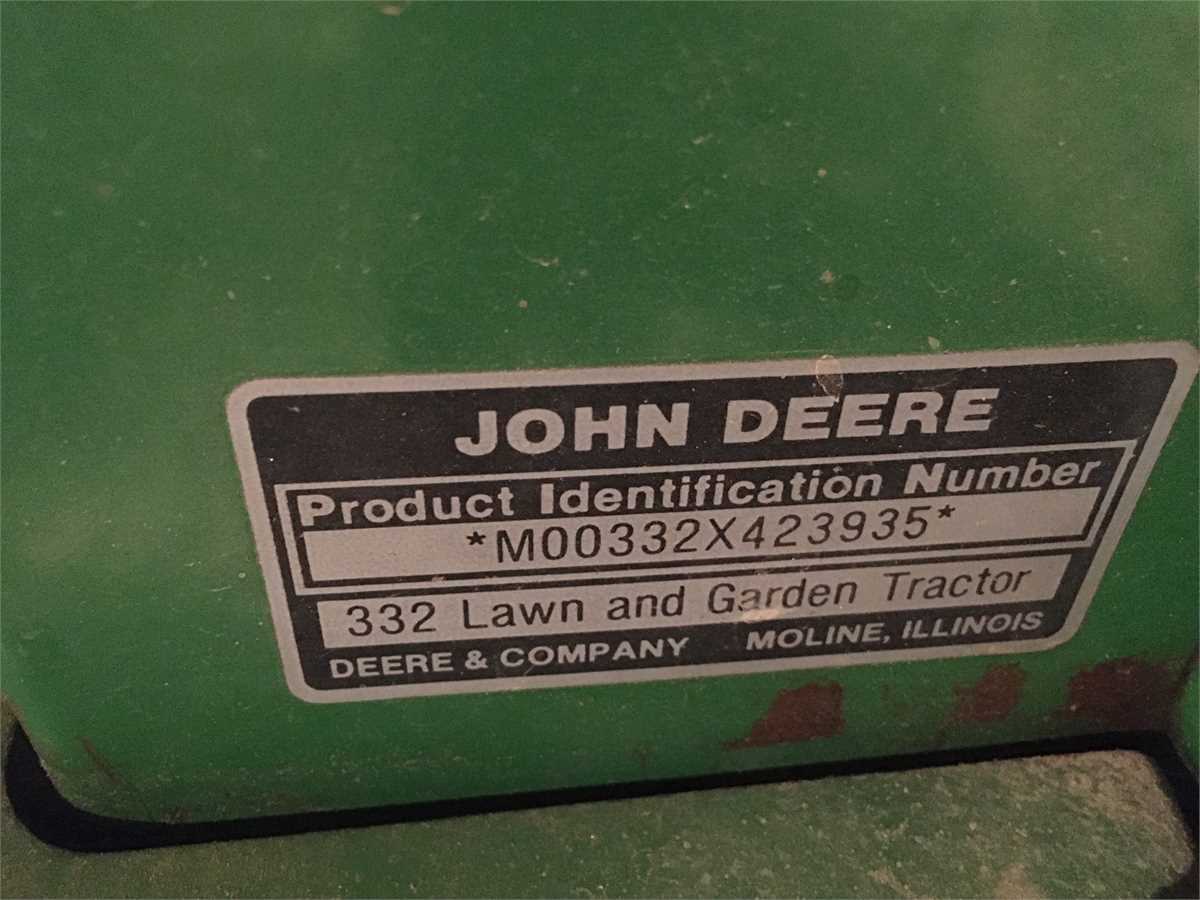 JOHN DEERE
Product Identification Number
*M00332X423935*
332 Lawn and Garden Tractor
DEERE & COMPANY MOLINE, ILLINOIS